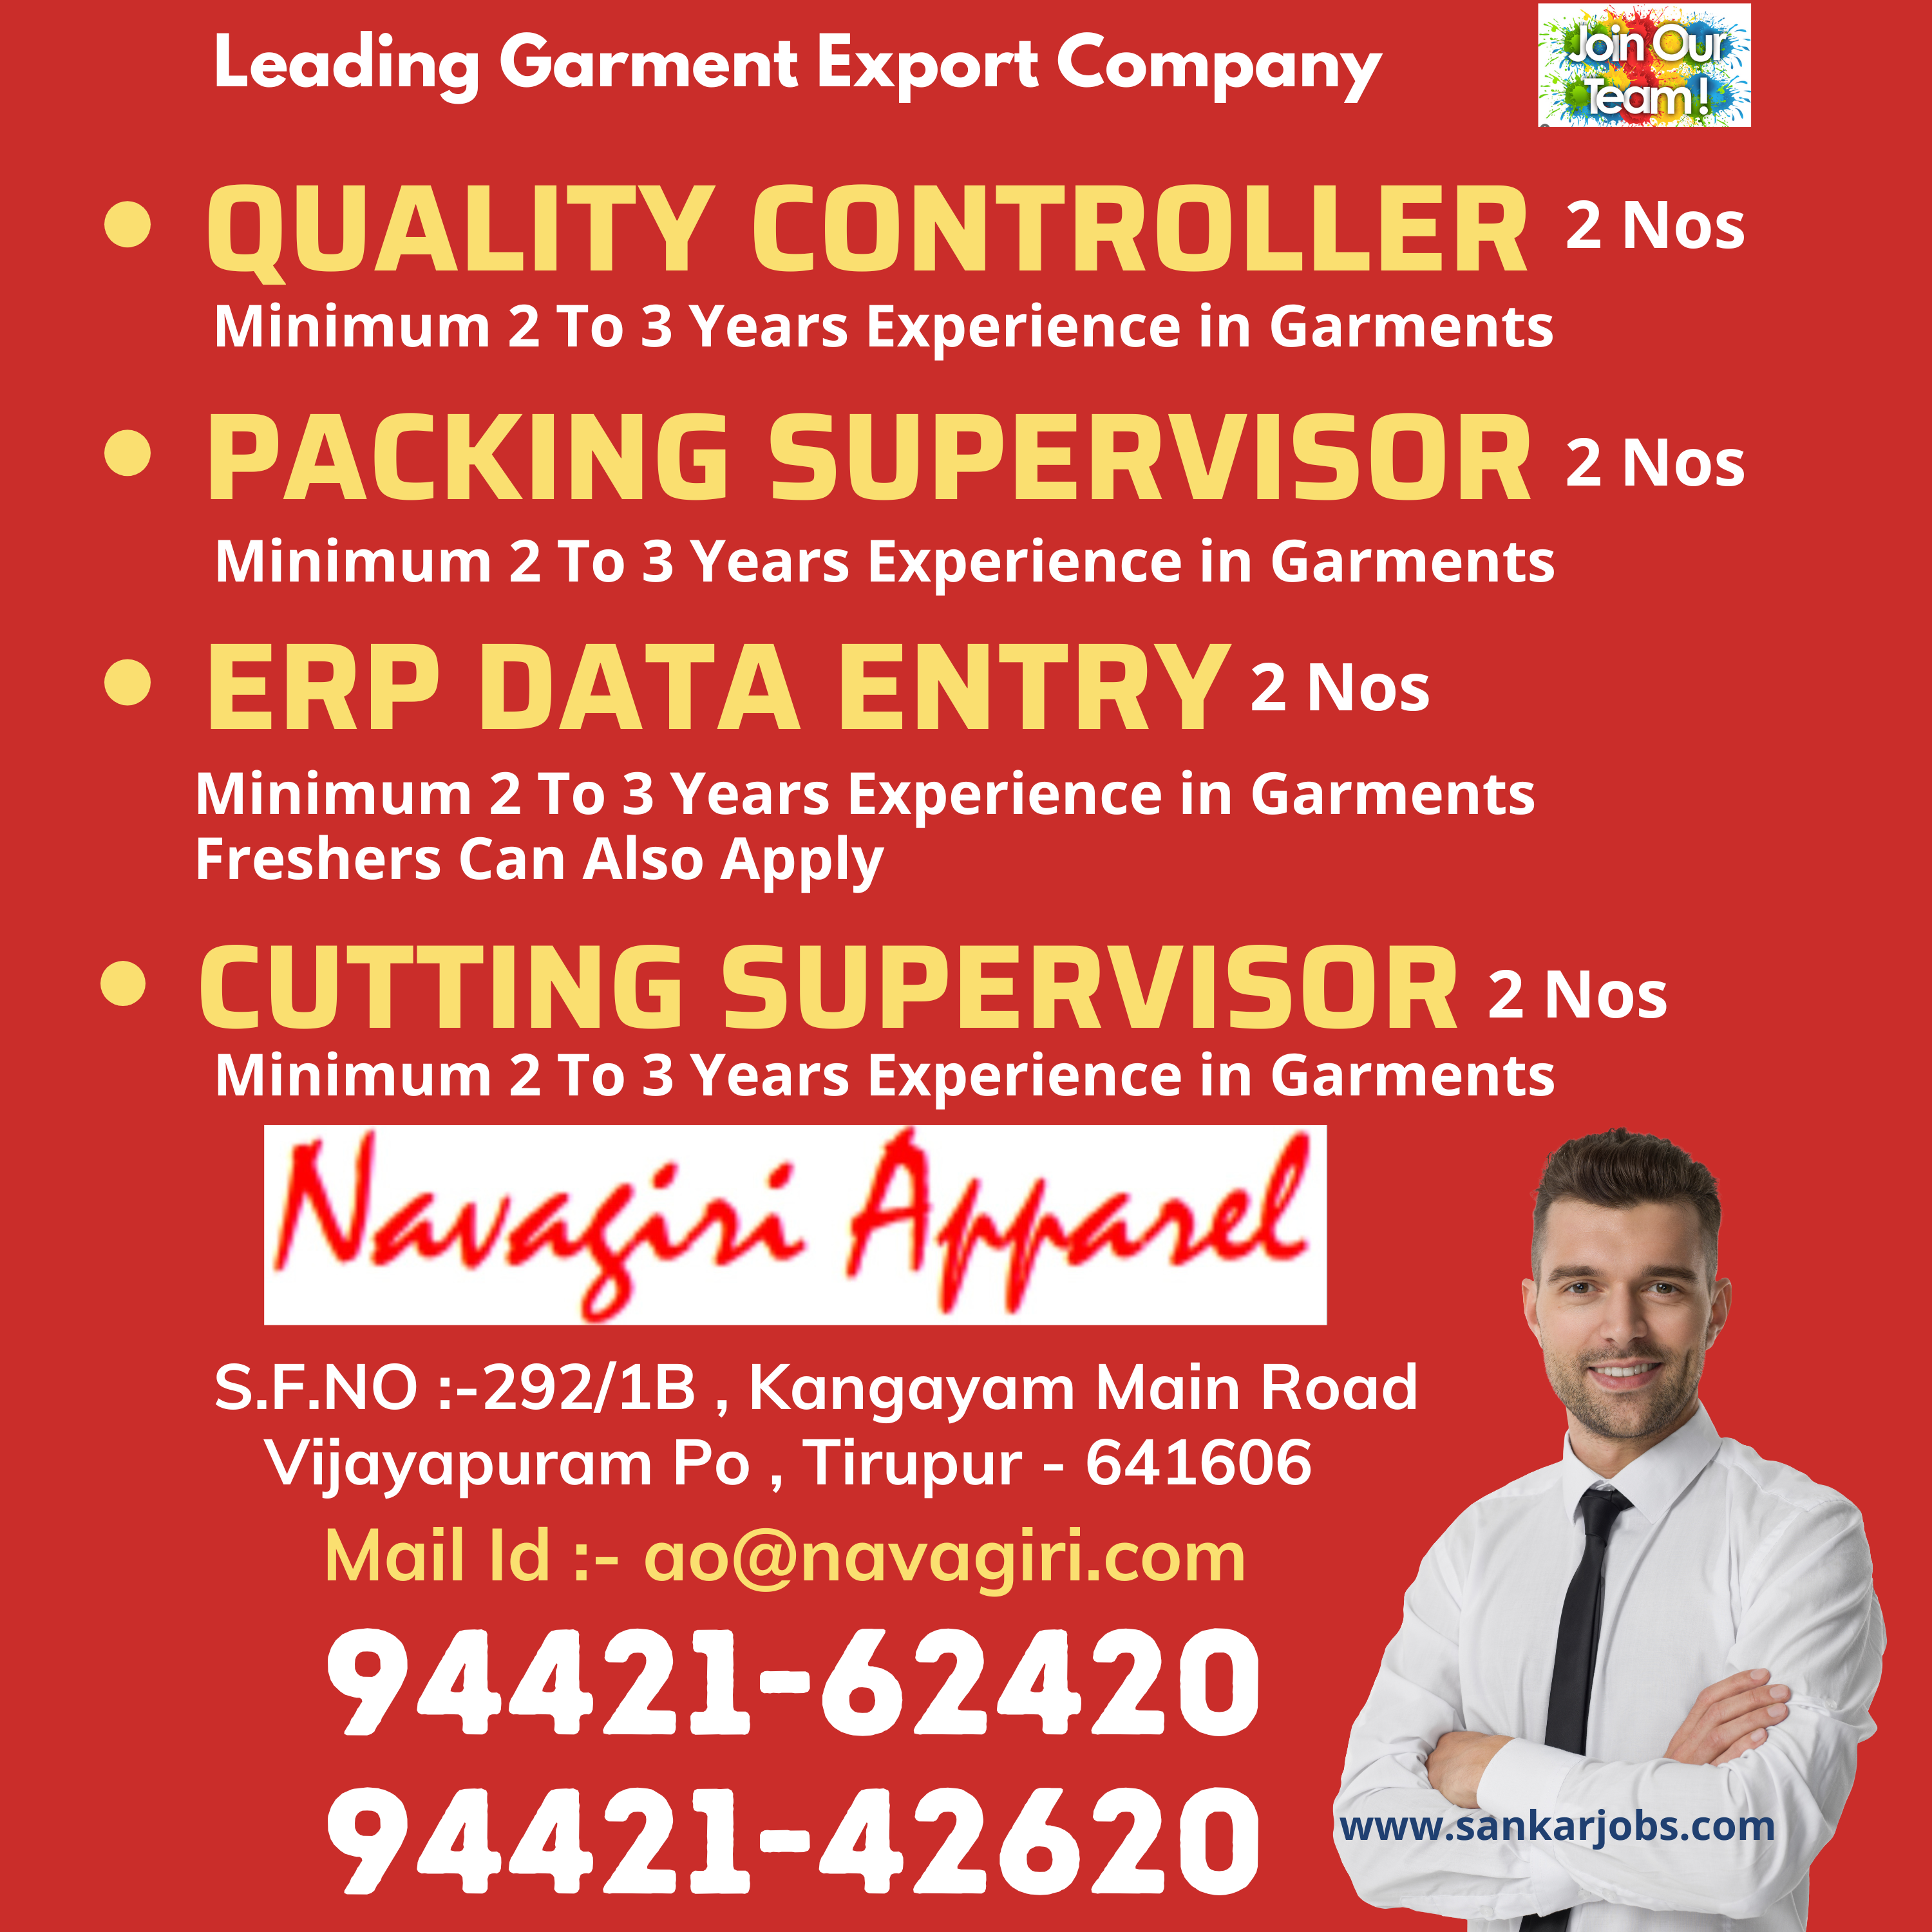 Leading Garment Export Company
Join Our
Team!
QUALITY CONTROLLER 2 Nos
Minimum 2 To 3 Years Experience in Garments
PACKING SUPERVISOR 2 Nos
Minimum 2 To 3 Years Experience in Garments
ERP DATA ENTRY 2 Nos
Minimum 2 To 3 Years Experience in Garments
Freshers Can Also Apply
CUTTING SUPERVISOR 2 Nos
Minimum 2 To 3 Years Experience in Garments
Navagiri Apparel
S.F.NO :-292/1B , Kangayam Main Road
Vijayapuram Po , Tirupur - 641606
Mail Id :- ao@navagiri.com
94421-62420
94421-42620
www.sankarjobs.com